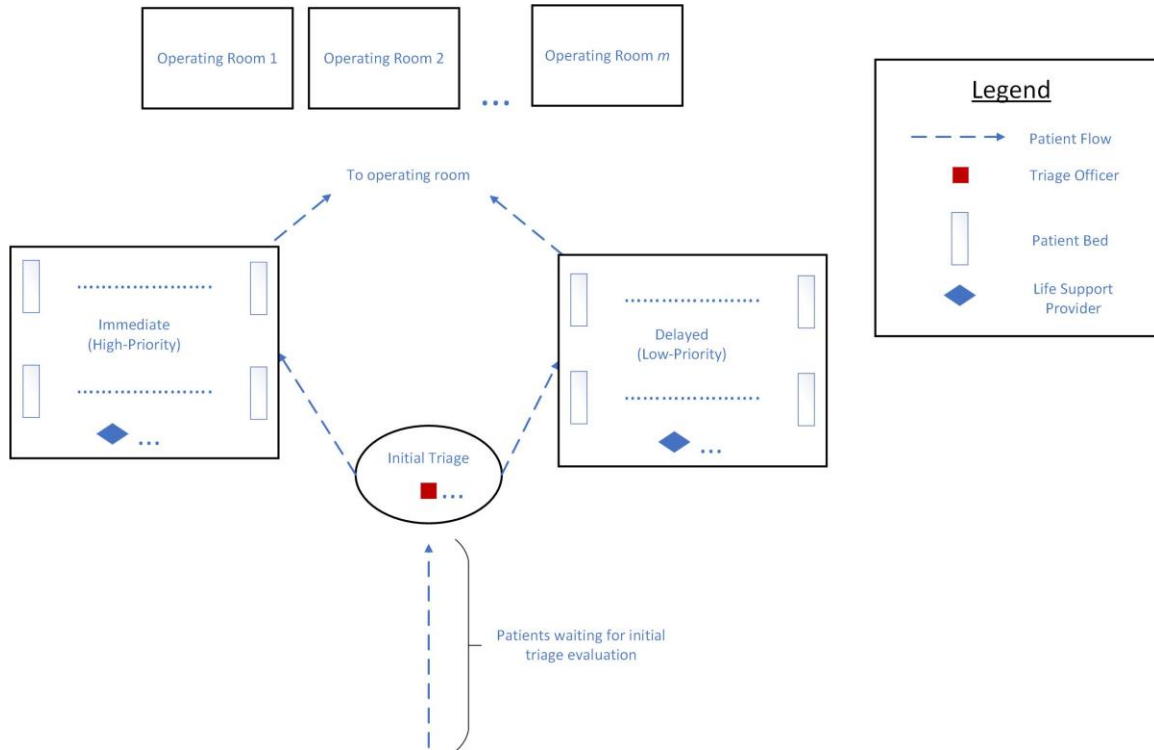 Operating Room 1
Operating Room 2
...
Operating Room m
To operating room
Immediate
(High-Priority)
...
Delayed
(Low-Priority)
...
Initial Triage
...
Patients waiting for initial
triage evaluation
Legend
Patient Flow
Triage Officer
Patient Bed
Life Support
Provider